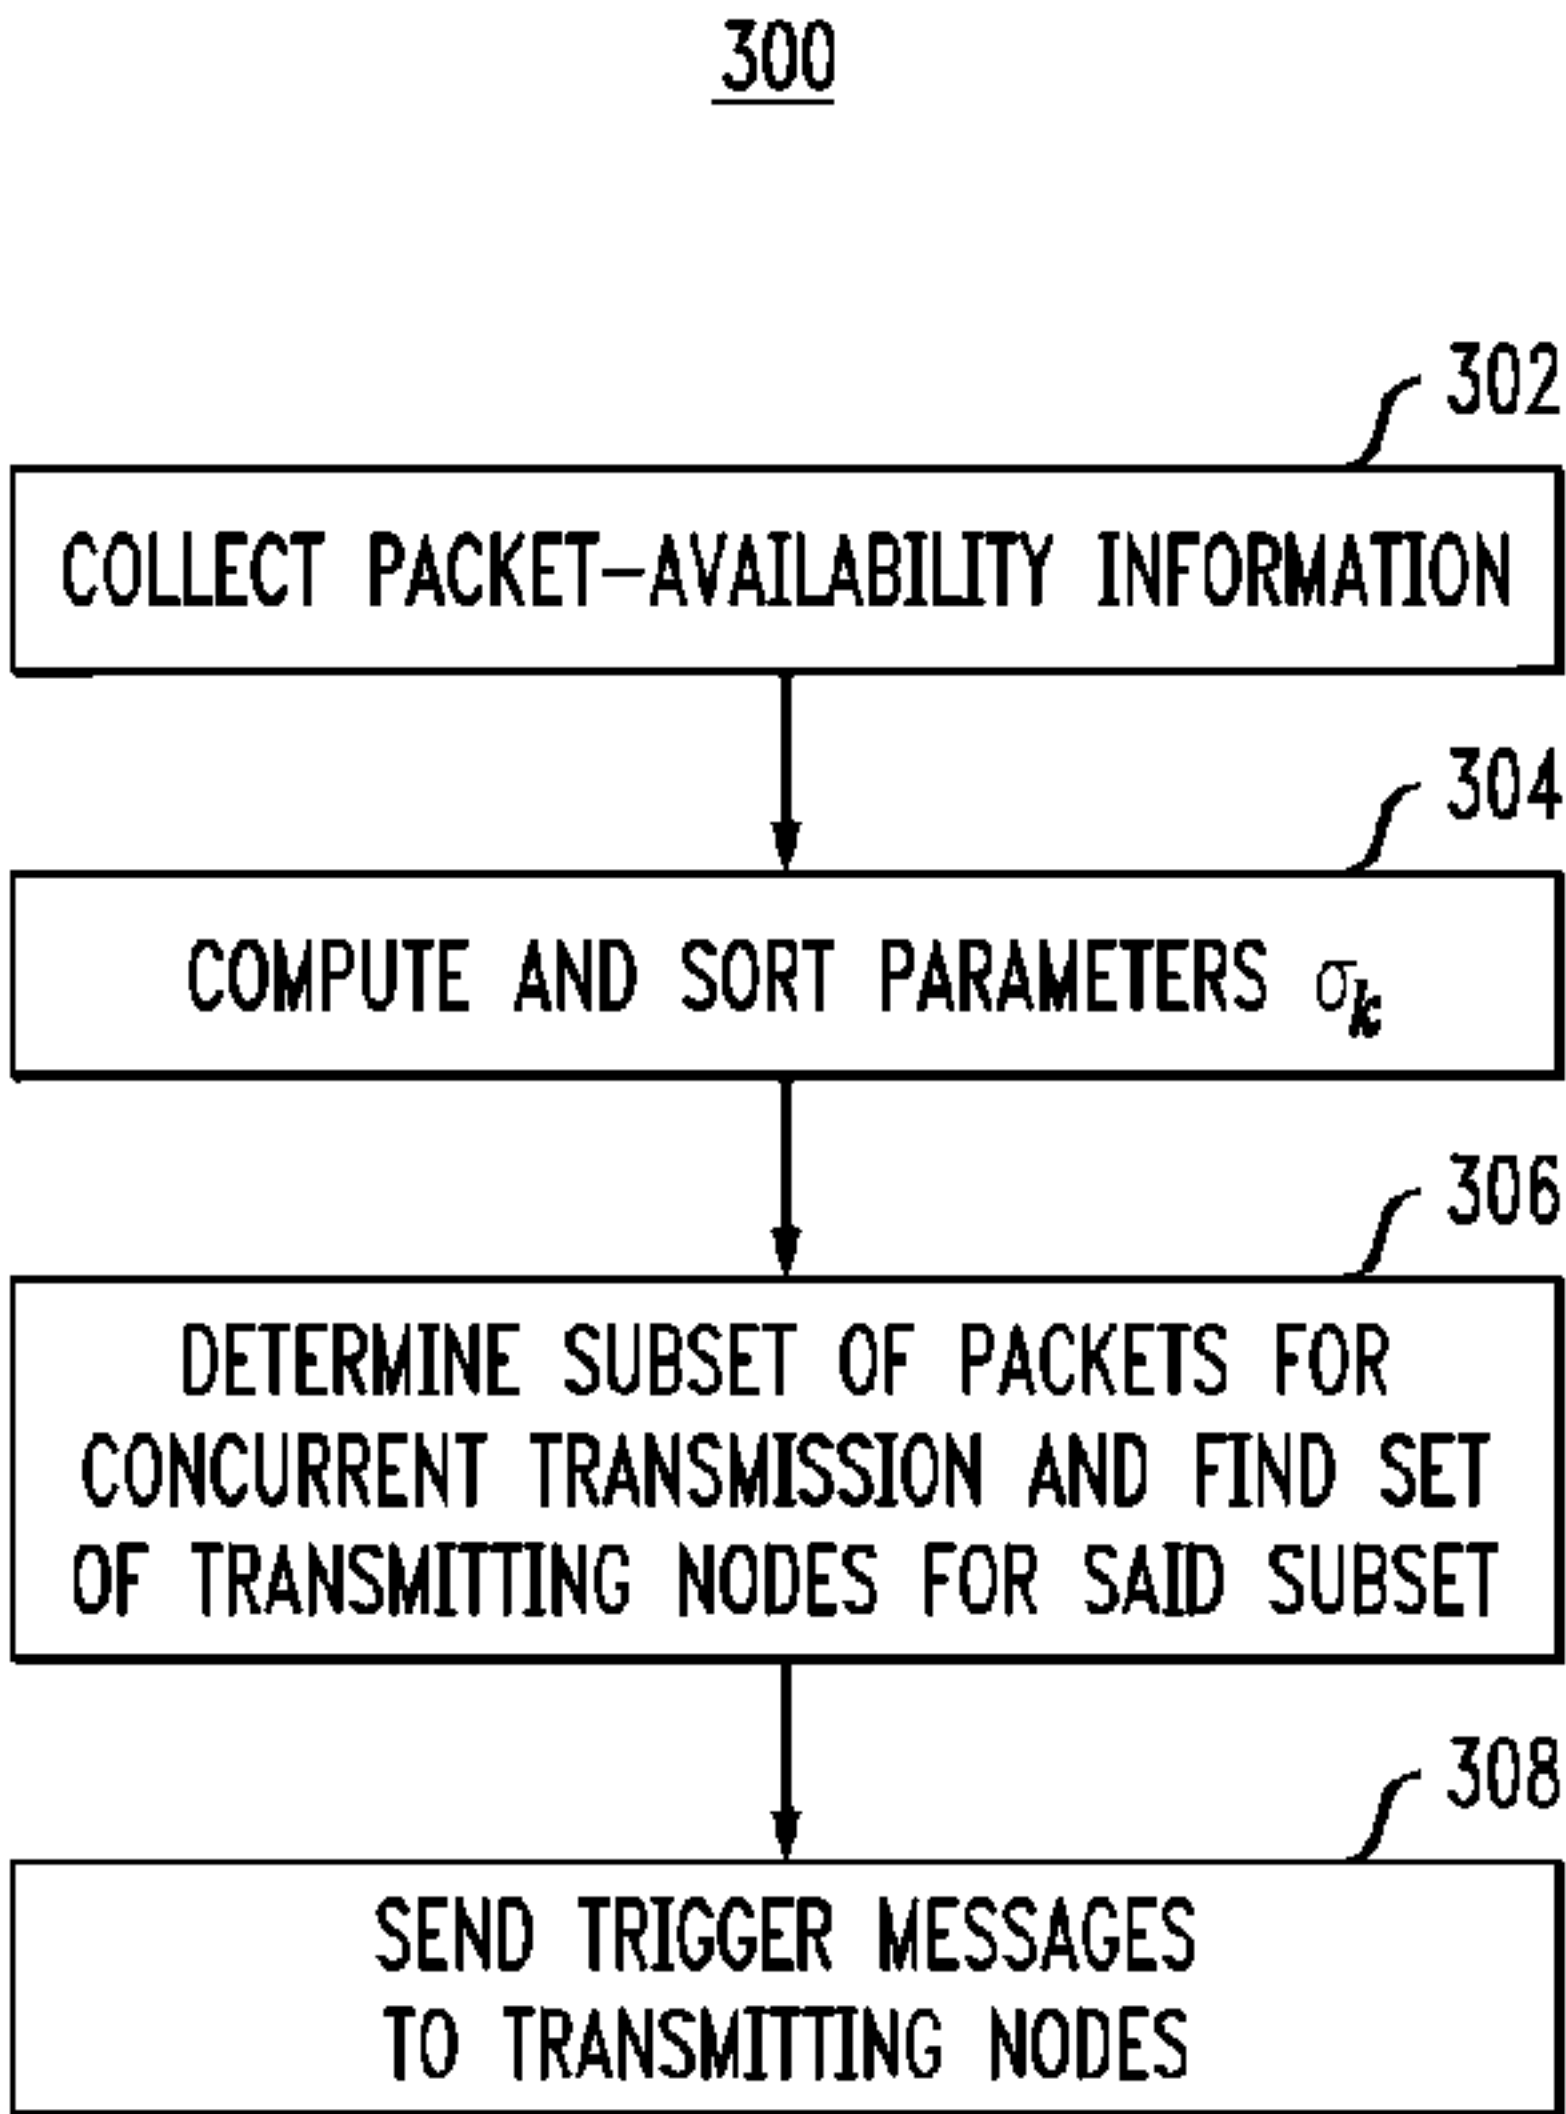 300
302
COLLECT PACKET-AVAILABILITY INFORMATION
304
COMPUTE AND SORT PARAMETERS σk
306
DETERMINE SUBSET OF PACKETS FOR
CONCURRENT TRANSMISSION AND FIND SET
OF TRANSMITTING NODES FOR SAID SUBSET
308
SEND TRIGGER MESSAGES
TO TRANSMITTING NODES